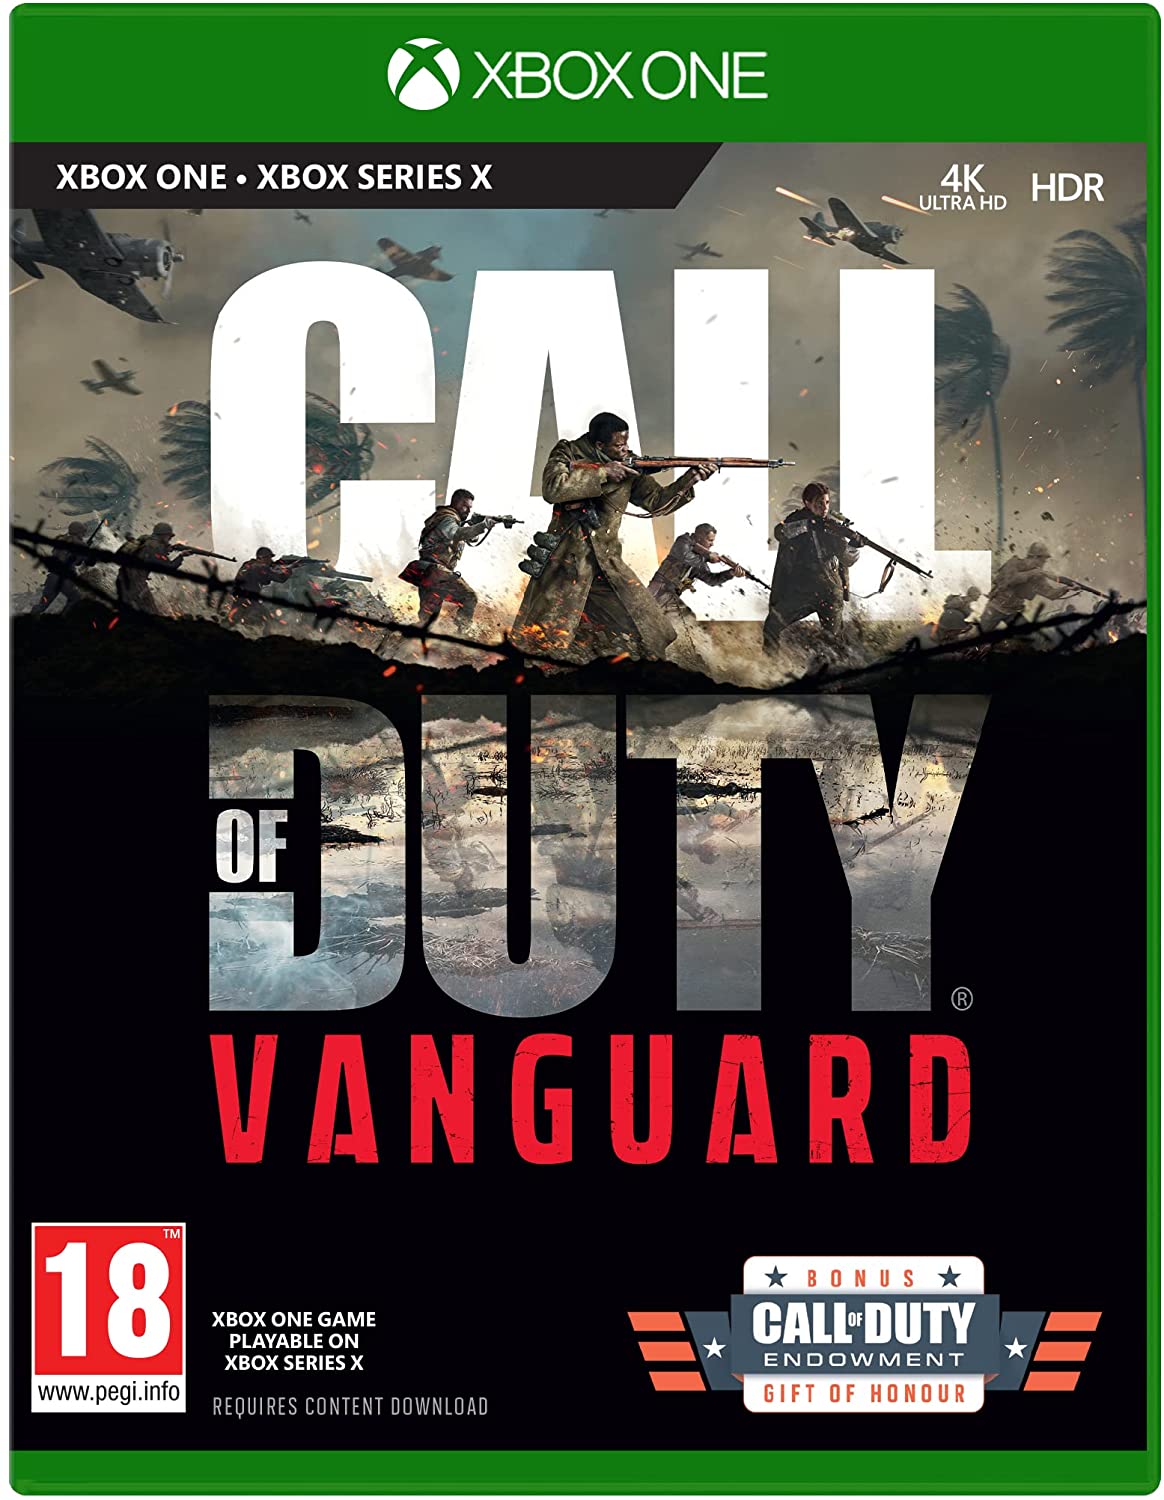 XBOX ONE
XBOX ONE • XBOX SERIES X
4K
ULTRA HD
HDR
CALL
OF
DUTY®
VANGUARD
18™
www.pegi.info
XBOX ONE GAME
PLAYABLE ON
XBOX SERIES X
REQUIRES CONTENT DOWNLOAD
BONUS
CALL OF DUTY
ENDOWMENT
GIFT OF HONOUR